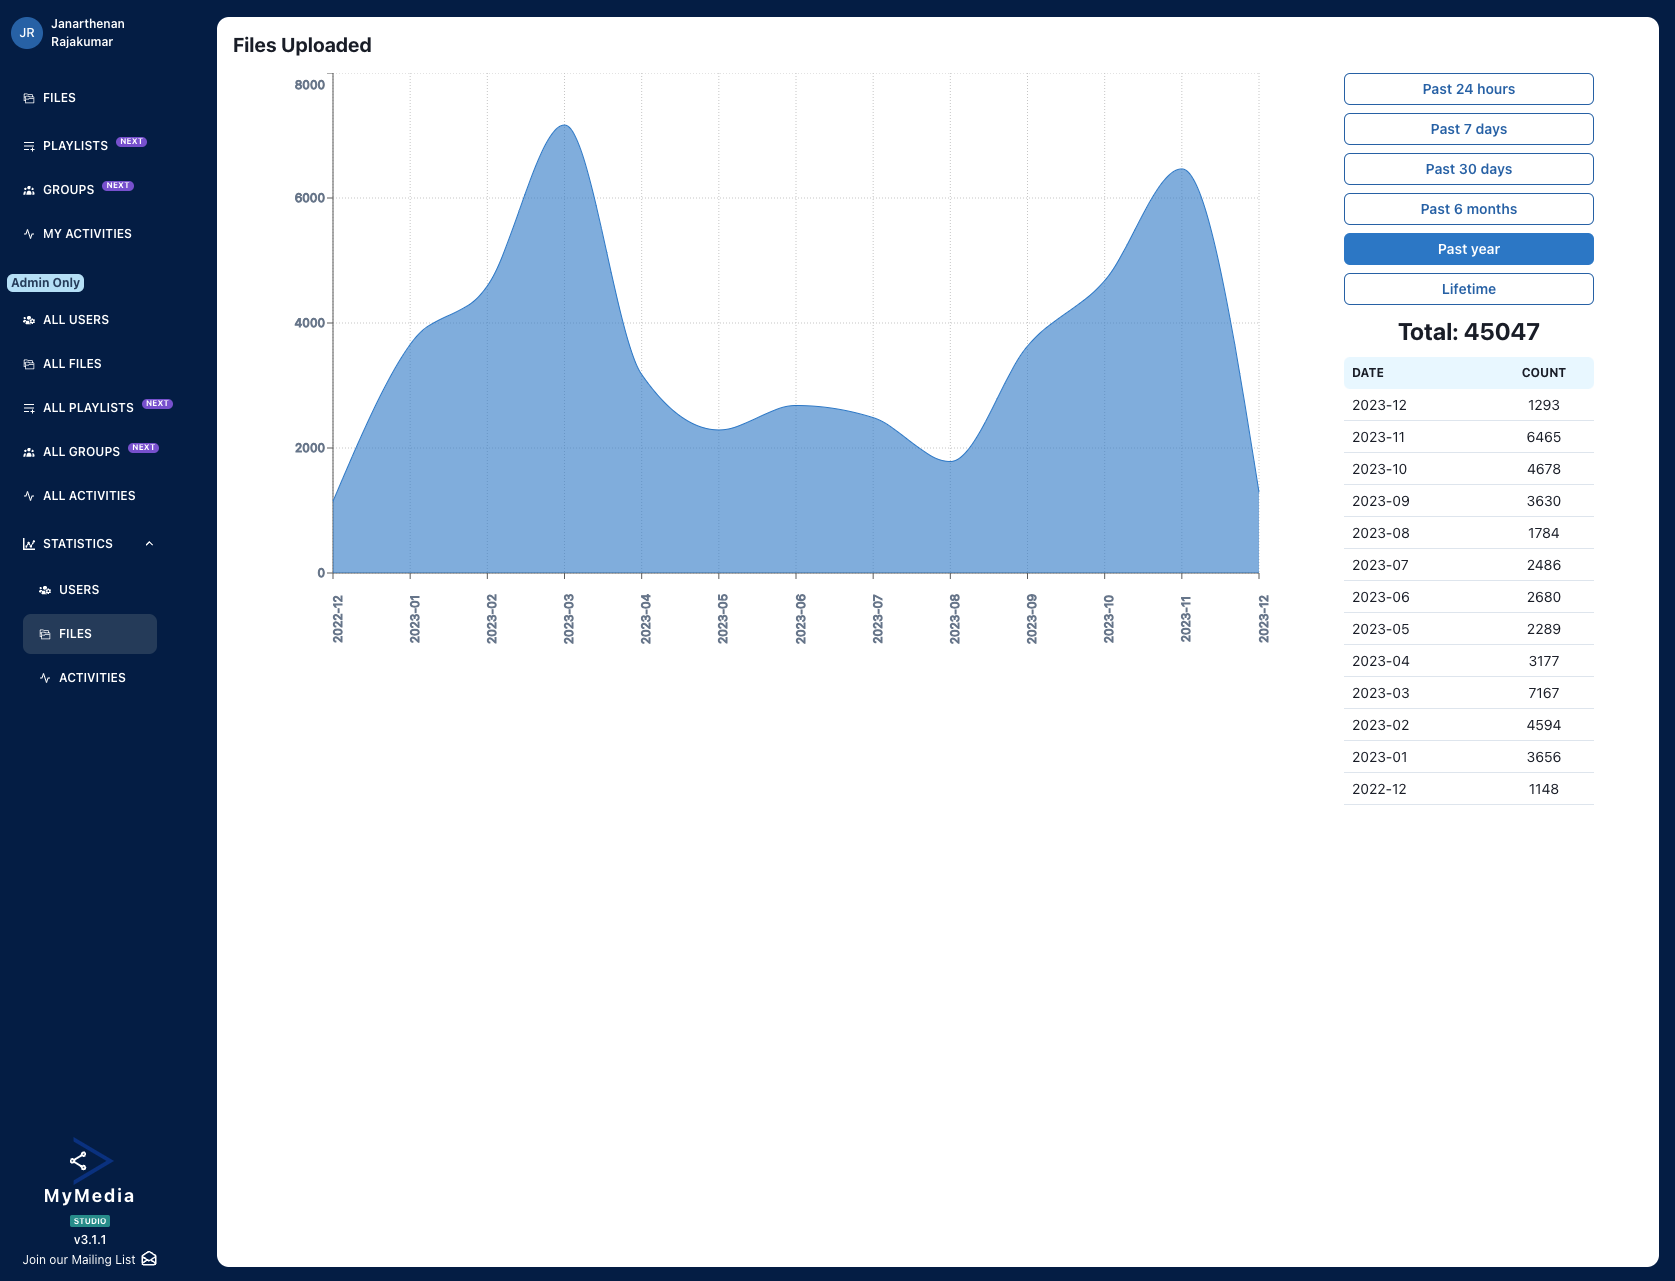 JR
Janarthenan
Rajakumar
FILES
PLAYLISTS NEXT
GROUPS NEXT
MY ACTIVITIES
Admin Only
ALL USERS
ALL FILES
ALL PLAYLISTS NEXT
ALL GROUPS NEXT
ALL ACTIVITIES
STATISTICS
USERS
FILES
ACTIVITIES
MyMedia
STUDIO
v3.1.1
Join our Mailing List
Files Uploaded
8000
6000
4000
2000
0
2022-12
2023-01
2023-02
2023-03
2023-04
2023-05
2023-06
2023-07
2023-08
2023-09
2023-10
2023-11
2023-12
Past 24 hours
Past 7 days
Past 30 days
Past 6 months
Past year
Lifetime
Total: 45047
DATE COUNT
2023-12 1293
2023-11 6465
2023-10 4678
2023-09 3630
2023-08 1784
2023-07 2486
2023-06 2680
2023-05 2289
2023-04 3177
2023-03 7167
2023-02 4594
2023-01 3656
2022-12 1148